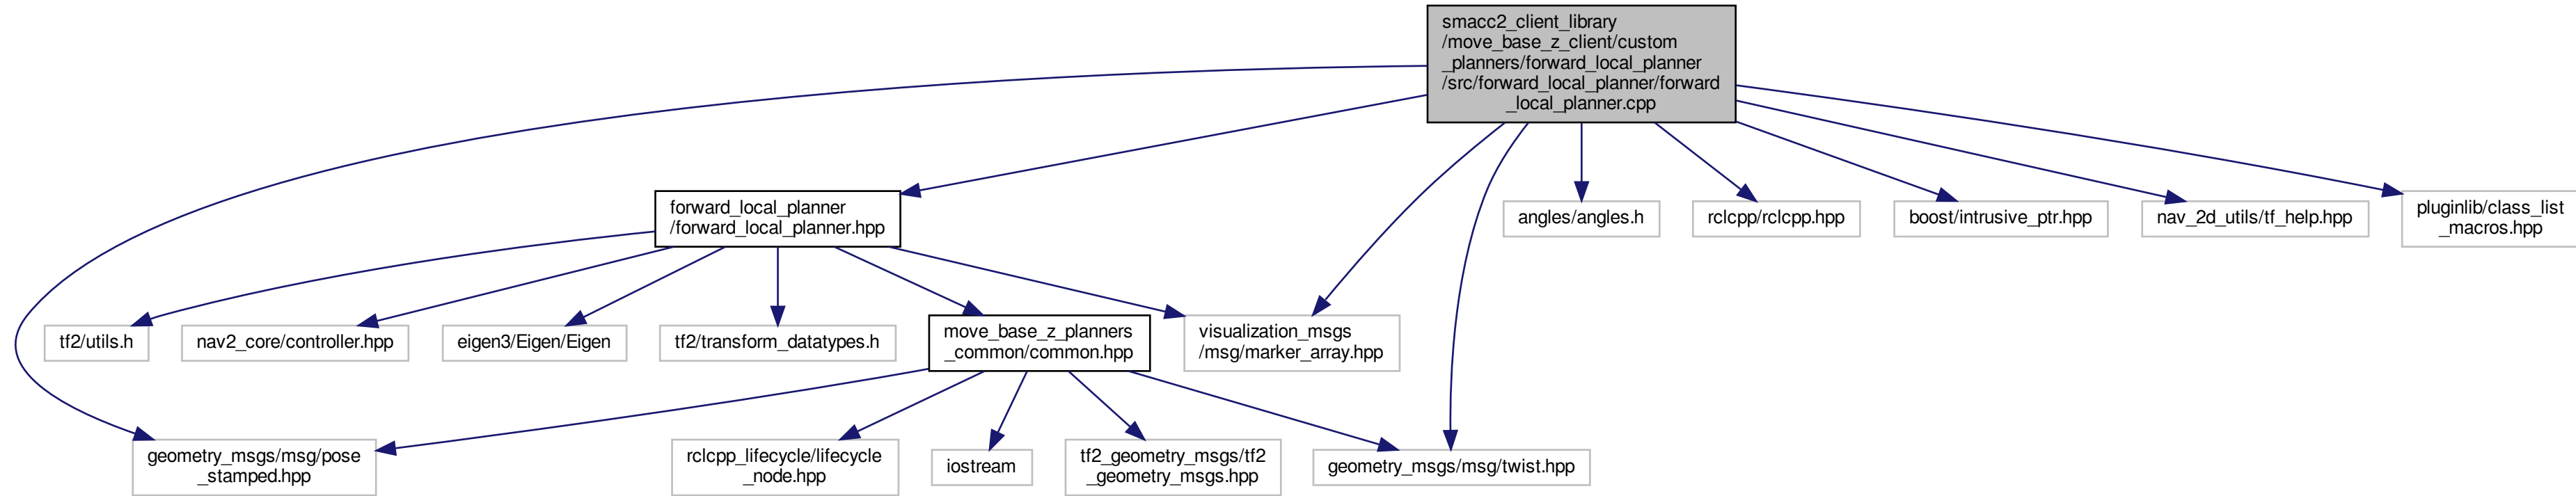 smacc2_client_library
/move_base_z_client/custom
_planners/forward_local_planner
/src/forward_local_planner/forward
_local_planner.cpp
forward_local_planner
/forward_local_planner.hpp
angles/angles.h
rclcpp/rclcpp.hpp
boost/intrusive_ptr.hpp
nav_2d_utils/tf_help.hpp
pluginlib/class_list
_macros.hpp
tf2/utils.h
nav2_core/controller.hpp
eigen3/Eigen/Eigen
tf2/transform_datatypes.h
move_base_z_planners
_common/common.hpp
visualization_msgs
/msg/marker_array.hpp
geometry_msgs/msg/pose
_stamped.hpp
rclcpp_lifecycle/lifecycle
_node.hpp
iostream
tf2_geometry_msgs/tf2
_geometry_msgs.hpp
geometry_msgs/msg/twist.hpp